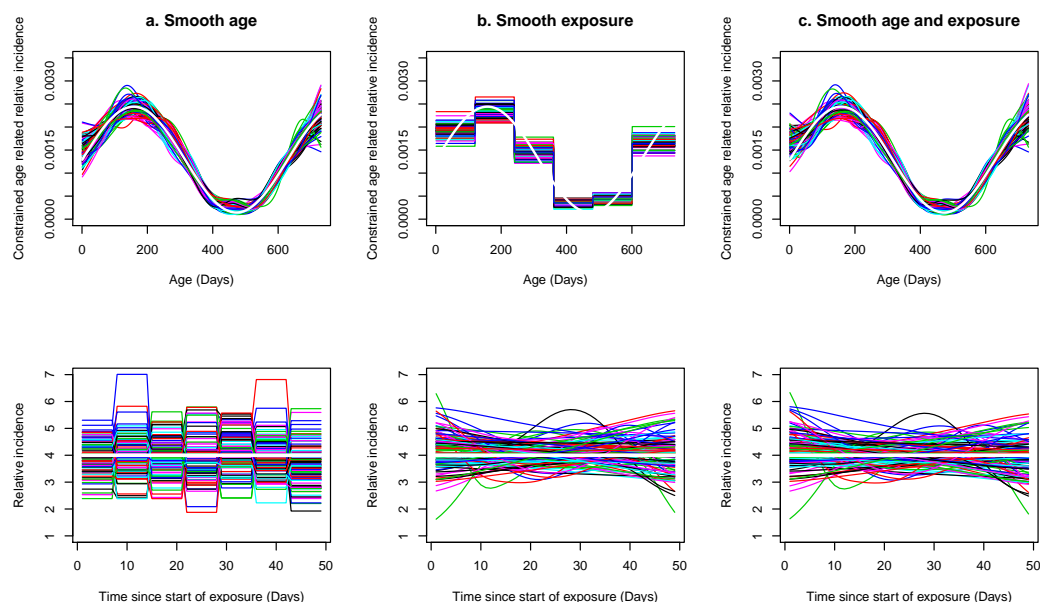 a. Smooth age
b. Smooth exposure
c. Smooth age and exposure
Constrained age related relative incidence
0.0000 0.0015 0.0030
0 200 400 600
Age (Days)
Constrained age related relative incidence
0.0000 0.0015 0.0030
0 200 400 600
Age (Days)
Constrained age related relative incidence
0.0000 0.0015 0.0030
0 200 400 600
Age (Days)
Relative incidence
1 2 3 4 5 6 7
0 10 20 30 40 50
Time since start of exposure (Days)
Relative incidence
1 2 3 4 5 6 7
0 10 20 30 40 50
Time since start of exposure (Days)
Relative incidence
1 2 3 4 5 6 7
0 10 20 30 40 50
Time since start of exposure (Days)